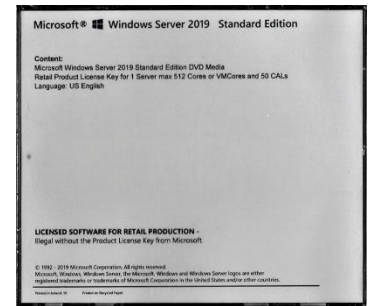 Microsoft® Windows Server 2019 Standard Edition
Content:
Microsoft Windows Server 2019 Standard Edition DVD Media
Retail Product License Key for 1 Server max 512 Cores or VMCores and 50 CALs
Language: US English
LICENSED SOFTWARE FOR RETAIL PRODUCTION -
Illegal without the Product License Key from Microsoft
© 1992 - 2019 Microsoft Corporation. All rights reserved.
Microsoft, Windows, Windows Server, the Microsoft, Windows and Windows Server logos are either
registered trademarks or trademarks of Microsoft Corporation in the United States and/or other countries.
Printed on Recycled Paper